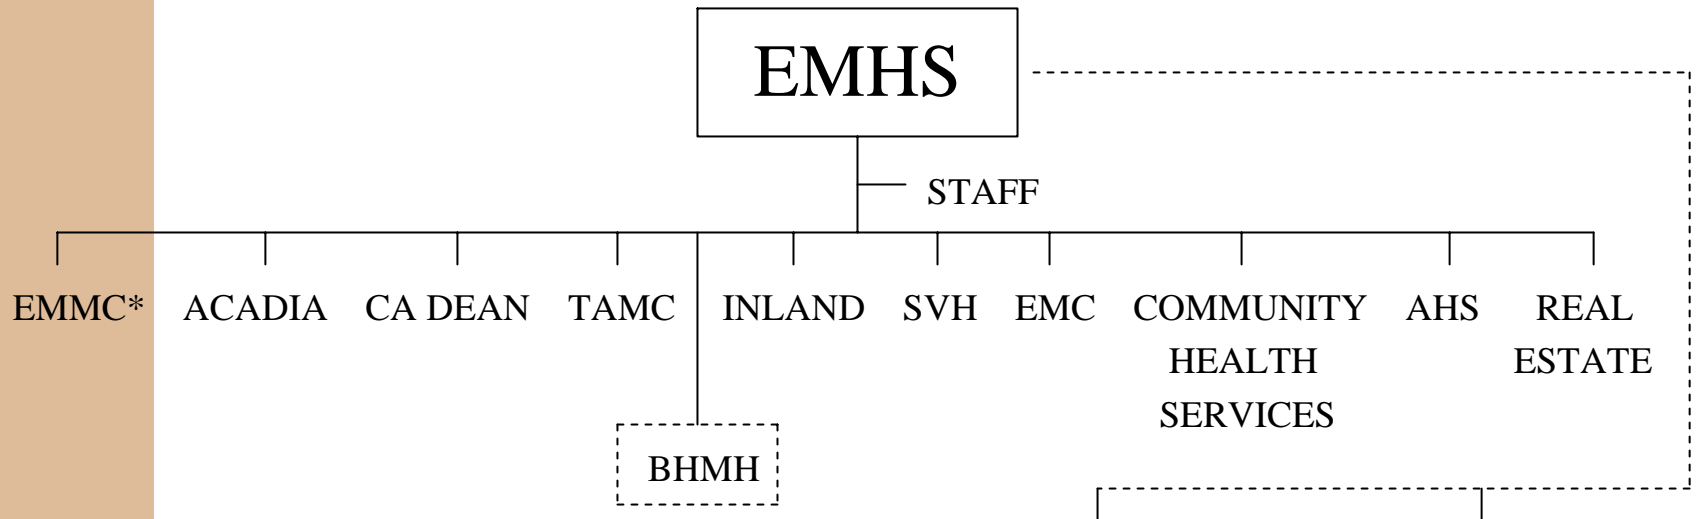 EMHS
STAFF
EMMC* ACADIA CA DEAN TAMC INLAND SVH EMC COMMUNITY AHS REAL
HEALTH ESTATE
SERVICES
BHMH